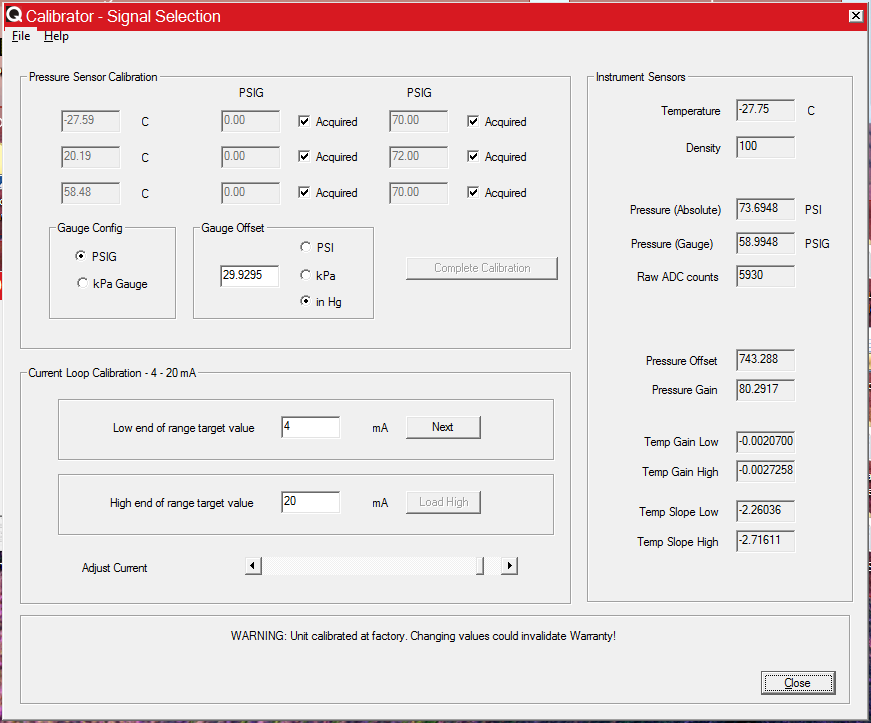 Calibrator - Signal Selection
File Help
Pressure Sensor Calibration
PSIG PSIG
-27.59 C 0.00 Acquired 70.00 Acquired
20.19 C 0.00 Acquired 72.00 Acquired
58.48 C 0.00 Acquired 70.00 Acquired
Gauge Config
PSIG
kPa Gauge
Gauge Offset
29.9295
PSI
kPa
in Hg
Complete Calibration
Current Loop Calibration - 4 - 20 mA
Low end of range target value 4 mA Next
High end of range target value 20 mA Load High
Adjust Current
Instrument Sensors
Temperature -27.75 C
Density 100
Pressure (Absolute) 73.6948 PSI
Pressure (Gauge) 58.9948 PSIG
Raw ADC counts 5930
Pressure Offset 743.288
Pressure Gain 80.2917
Temp Gain Low -0.0020700
Temp Gain High -0.0027258
Temp Slope Low -2.26036
Temp Slope High -2.71611
WARNING: Unit calibrated at factory. Changing values could invalidate Warranty!
Close